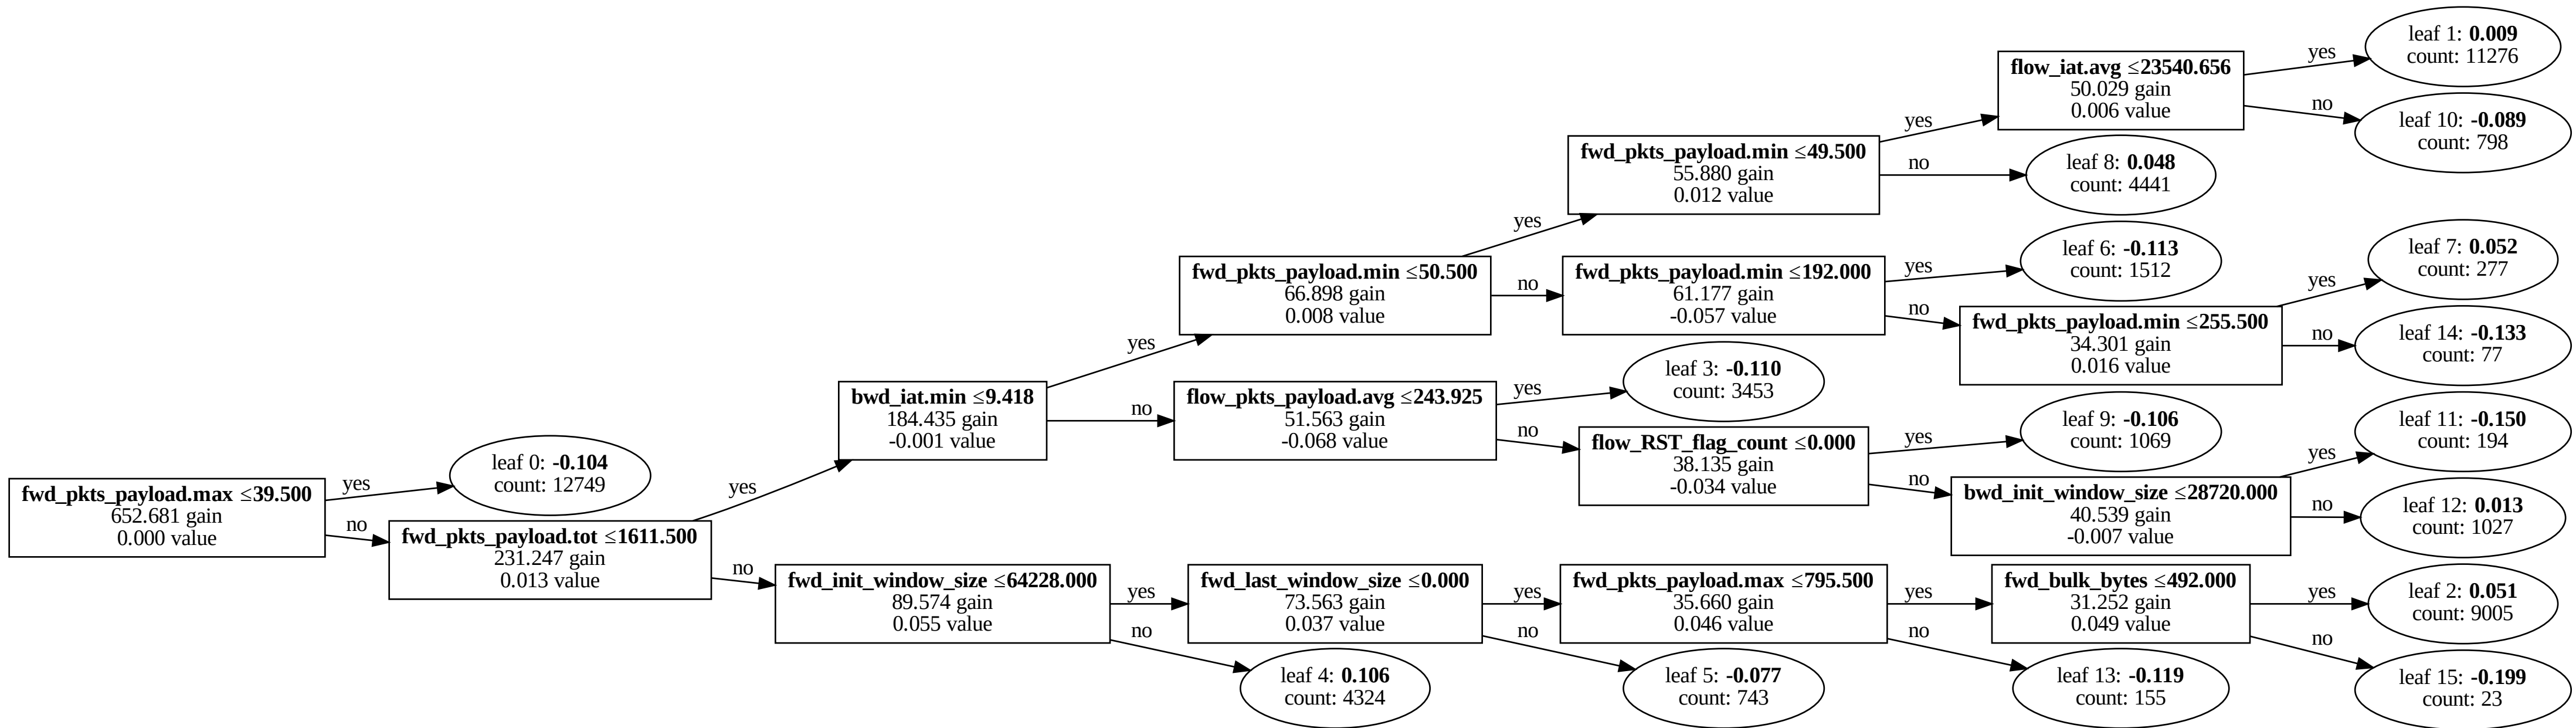 fwd_pkts_payload.max ≤39.500
652.681 gain
0.000 value
yes
no
leaf 0: -0.104
count: 12749
fwd_pkts_payload.tot ≤1611.500
231.247 gain
0.013 value
yes
no
bwd_iat.min ≤9.418
184.435 gain
-0.001 value
yes
no
fwd_init_window_size ≤64228.000
89.574 gain
0.055 value
yes
no
fwd_pkts_payload.min ≤50.500
66.898 gain
0.008 value
yes
no
flow_pkts_payload.avg ≤243.925
51.563 gain
-0.068 value
yes
no
fwd_last_window_size ≤0.000
73.563 gain
0.037 value
yes
no
leaf 4: 0.106
count: 4324
fwd_pkts_payload.min ≤49.500
55.880 gain
0.012 value
yes
no
fwd_pkts_payload.min ≤192.000
61.177 gain
-0.057 value
yes
no
leaf 3: -0.110
count: 3453
flow_RST_flag_count ≤0.000
38.135 gain
-0.034 value
yes
no
fwd_pkts_payload.max ≤795.500
35.660 gain
0.046 value
yes
no
leaf 5: -0.077
count: 743
flow_iat.avg ≤23540.656
50.029 gain
0.006 value
yes
no
leaf 8: 0.048
count: 4441
leaf 6: -0.113
count: 1512
fwd_pkts_payload.min ≤255.500
34.301 gain
0.016 value
yes
no
leaf 9: -0.106
count: 1069
bwd_init_window_size ≤28720.000
40.539 gain
-0.007 value
yes
no
fwd_bulk_bytes ≤492.000
31.252 gain
0.049 value
yes
no
leaf 13: -0.119
count: 155
leaf 1: 0.009
count: 11276
leaf 10: -0.089
count: 798
leaf 7: 0.052
count: 277
leaf 14: -0.133
count: 77
leaf 11: -0.150
count: 194
leaf 12: 0.013
count: 1027
leaf 2: 0.051
count: 9005
leaf 15: -0.199
count: 23